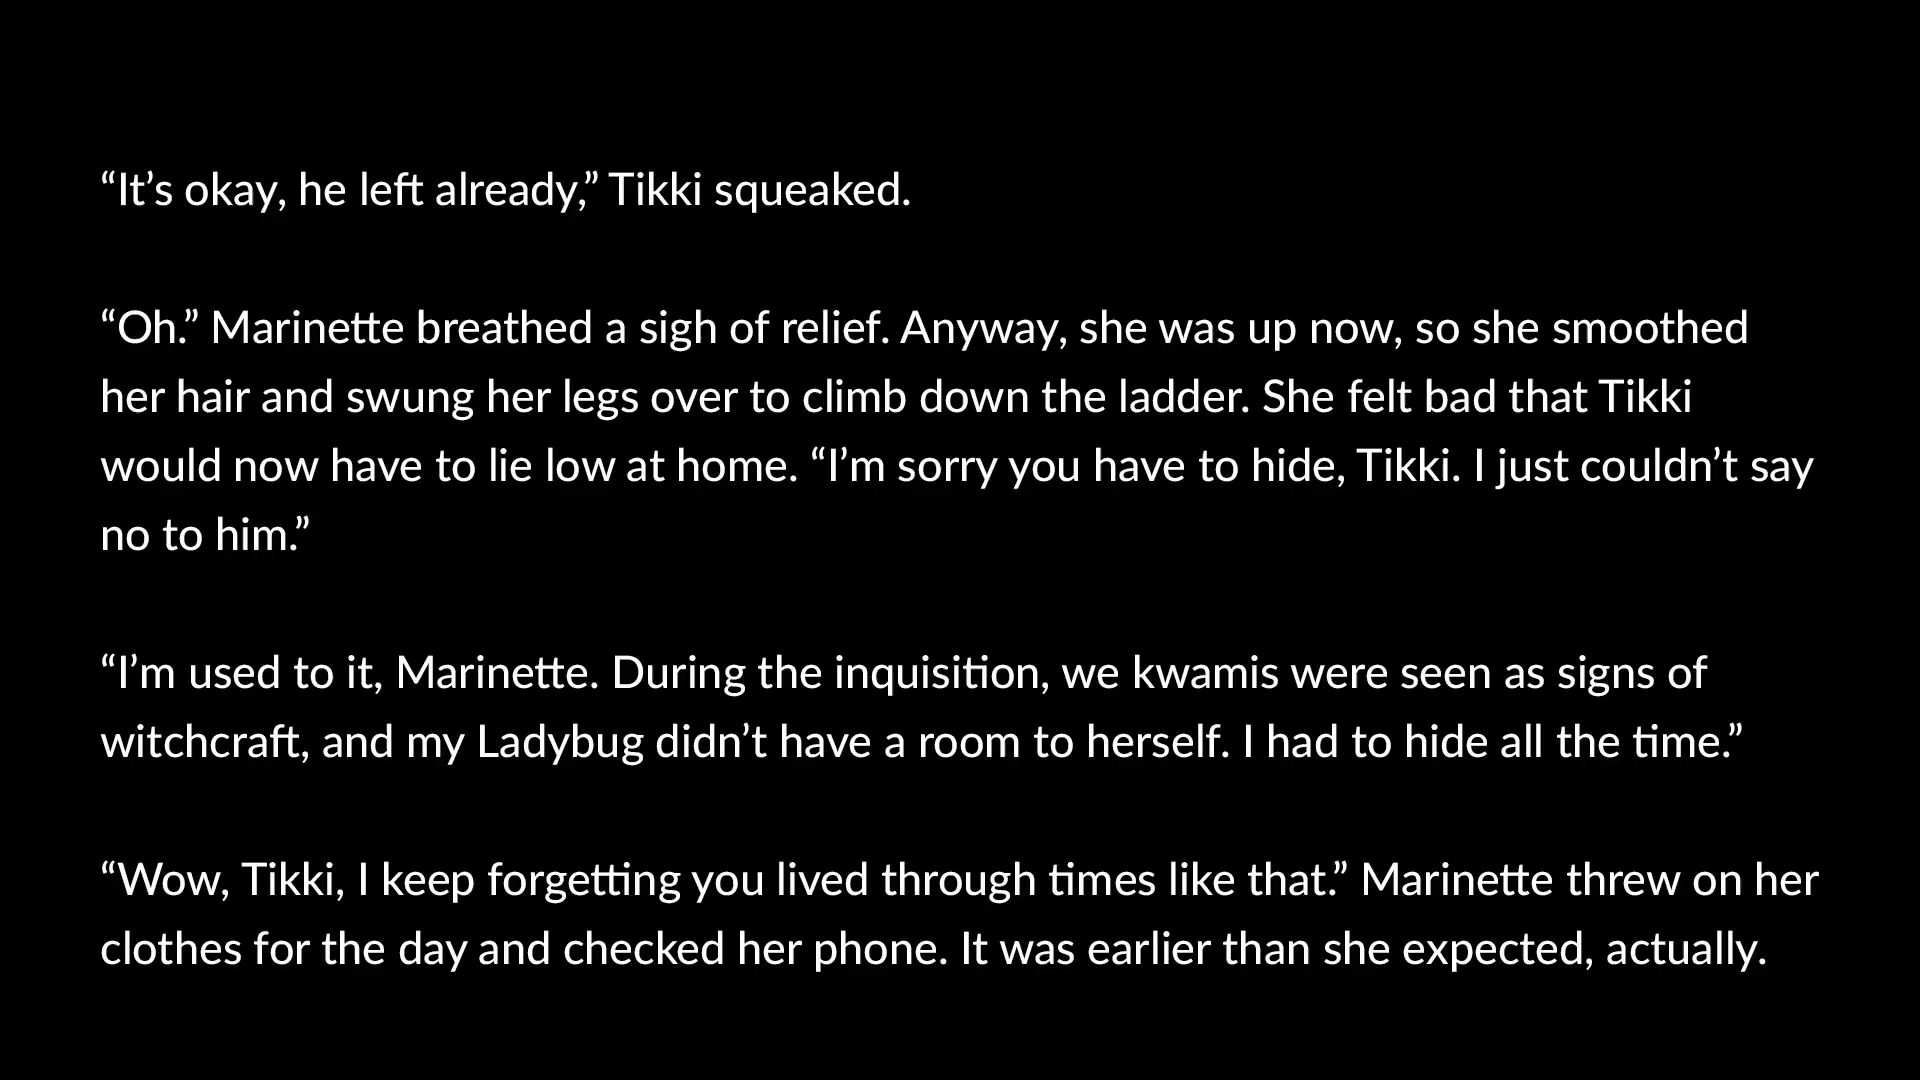 “It’s okay, he left already,” Tikki squeaked.
“Oh.” Marinette breathed a sigh of relief. Anyway, she was up now, so she smoothed
her hair and swung her legs over to climb down the ladder. She felt bad that Tikki
would now have to lie low at home. “I’m sorry you have to hide, Tikki. I just couldn’t say
no to him.”
“I’m used to it, Marinette. During the inquisition, we kwamis were seen as signs of
witchcraft, and my Ladybug didn’t have a room to herself. I had to hide all the time.”
“Wow, Tikki, I keep forgetting you lived through times like that.” Marinette threw on her
clothes for the day and checked her phone. It was earlier than she expected, actually.